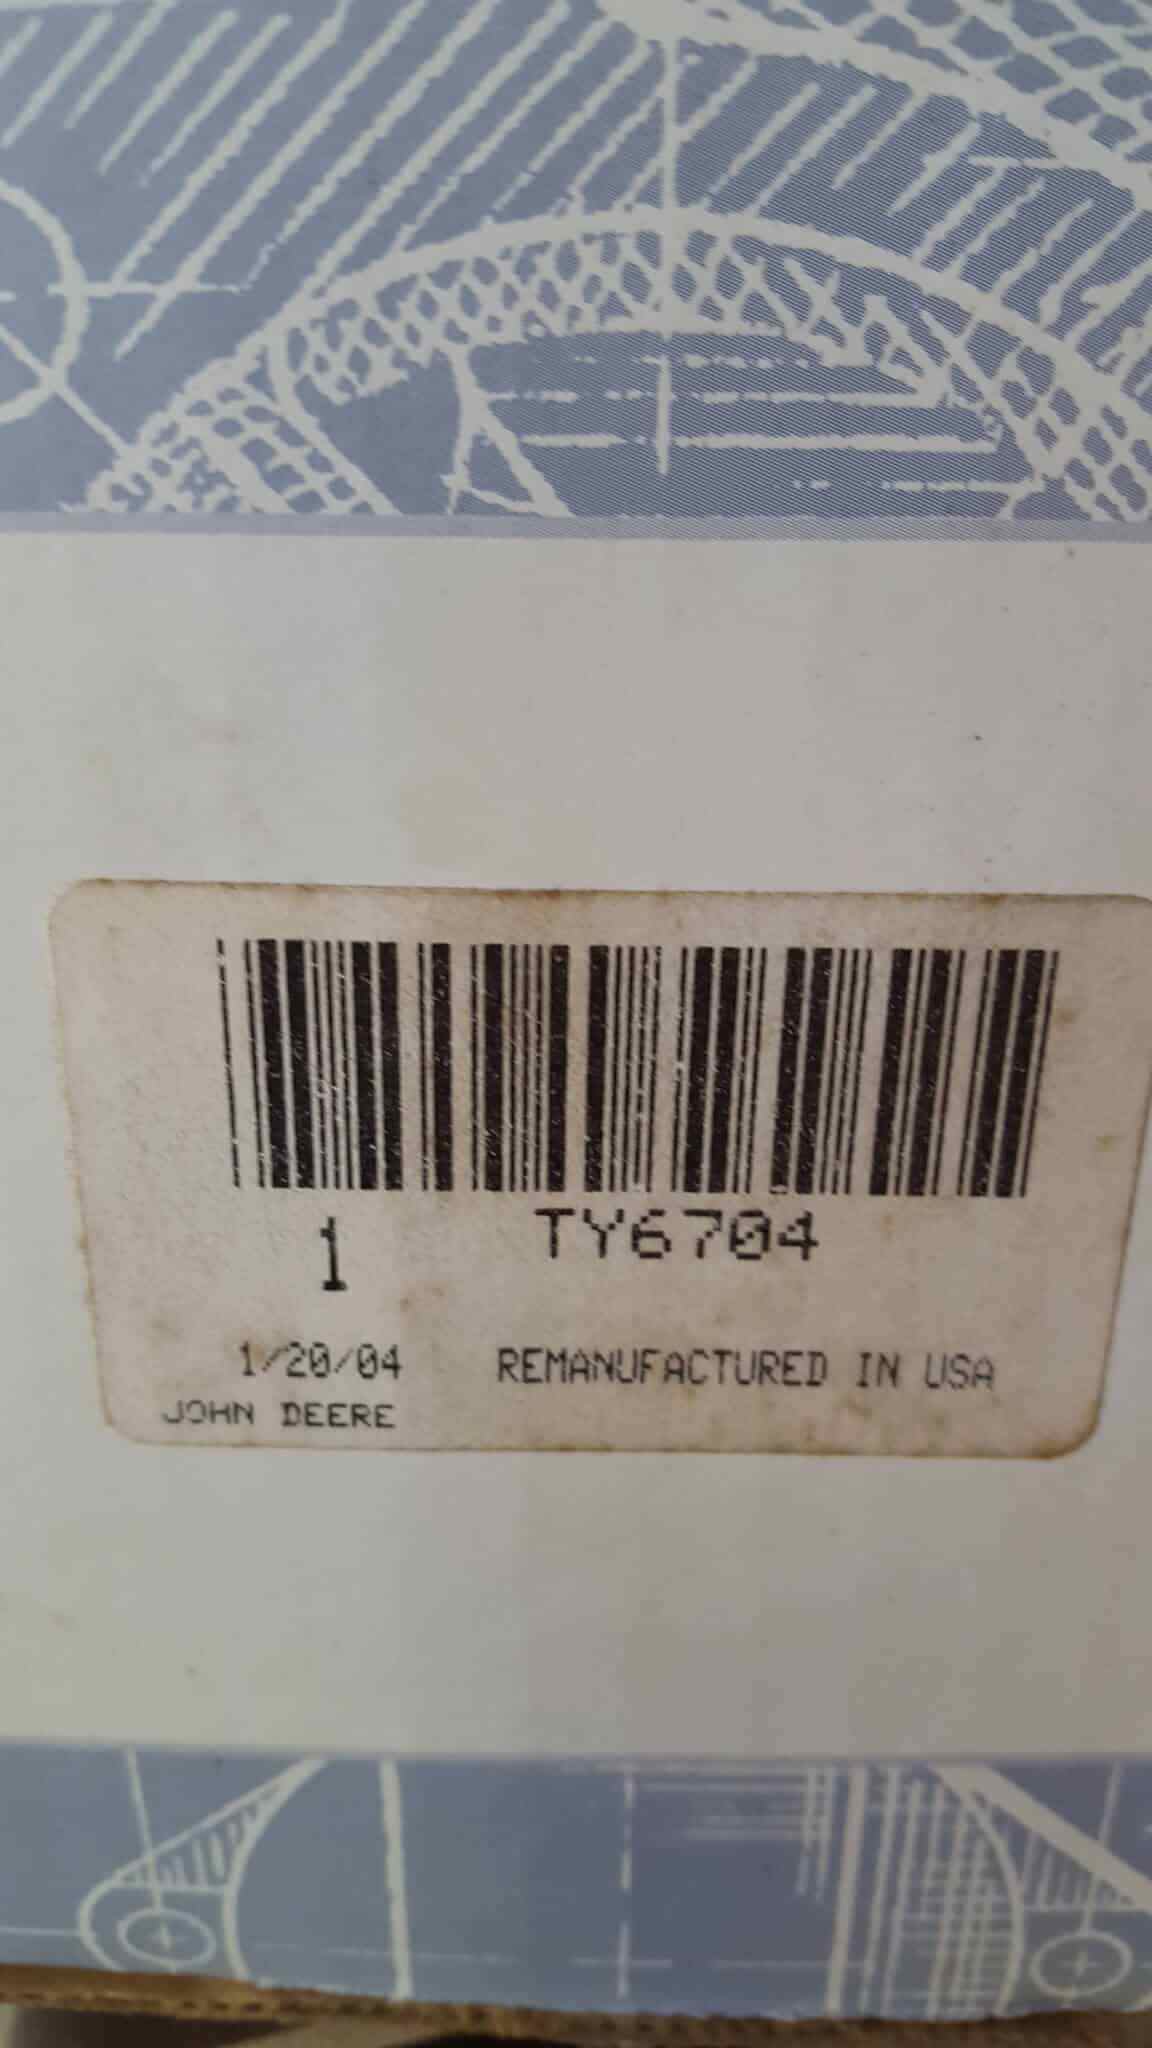 TY6704
1
1/20/04 REMANUFACTURED IN USA
JOHN DEERE